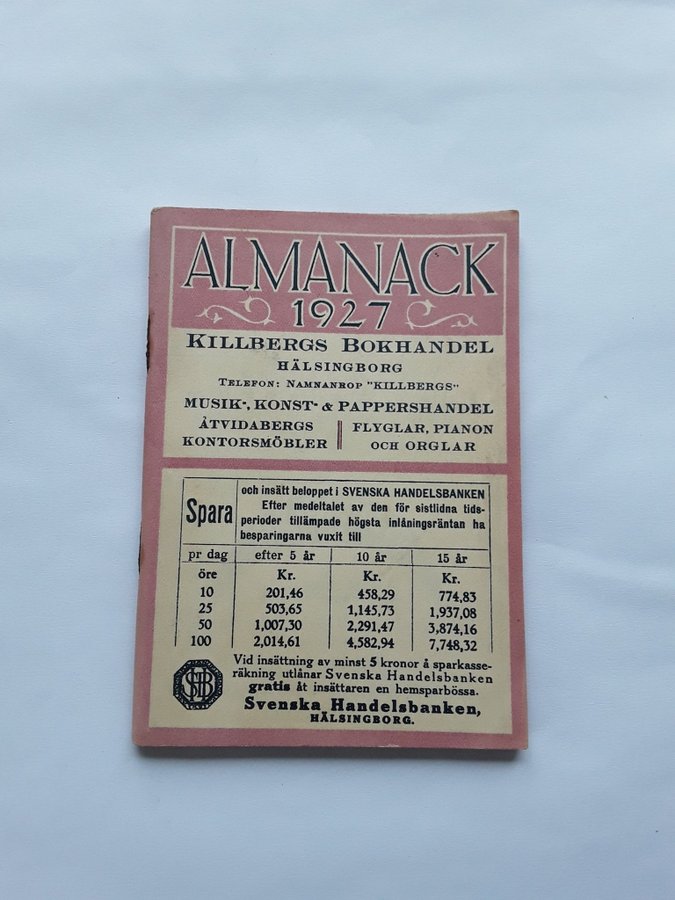 ALMANACK
1927
KILLBERGS BOKHANDEL
HÄLSINGBORG
TELEFON: NAMNANROP "KILLBERGS"
MUSIK-, KONST- & PAPPERSHANDEL
ÅTVIDABERGS
KONTORSMÖBLER
FLYGLAR, PIANON
OCH ORGLAR
Spara
och insätt beloppet i SVENSKA HANDELSBANKEN
Efter medeltalet av den för sistlidna tids-
perioder tillämpade högsta inlåningsräntan ha
besparingarna vuxit till
pr dag efter 5 år 10 år 15 år
öre Kr. Kr. Kr.
10 201,46 458,29 774,83
25 503,65 1,145,73 1,937,08
50 1,007,30 2,291,47 3,874,16
100 2,014,61 4,582,94 7,748,32
Vid insättning av minst 5 kronor å sparkasse-
räkning utlånar Svenska Handelsbanken
gratis åt insättaren en hemsparbössa.
SHB
Svenska Handelsbanken,
HÄLSINGBORG.